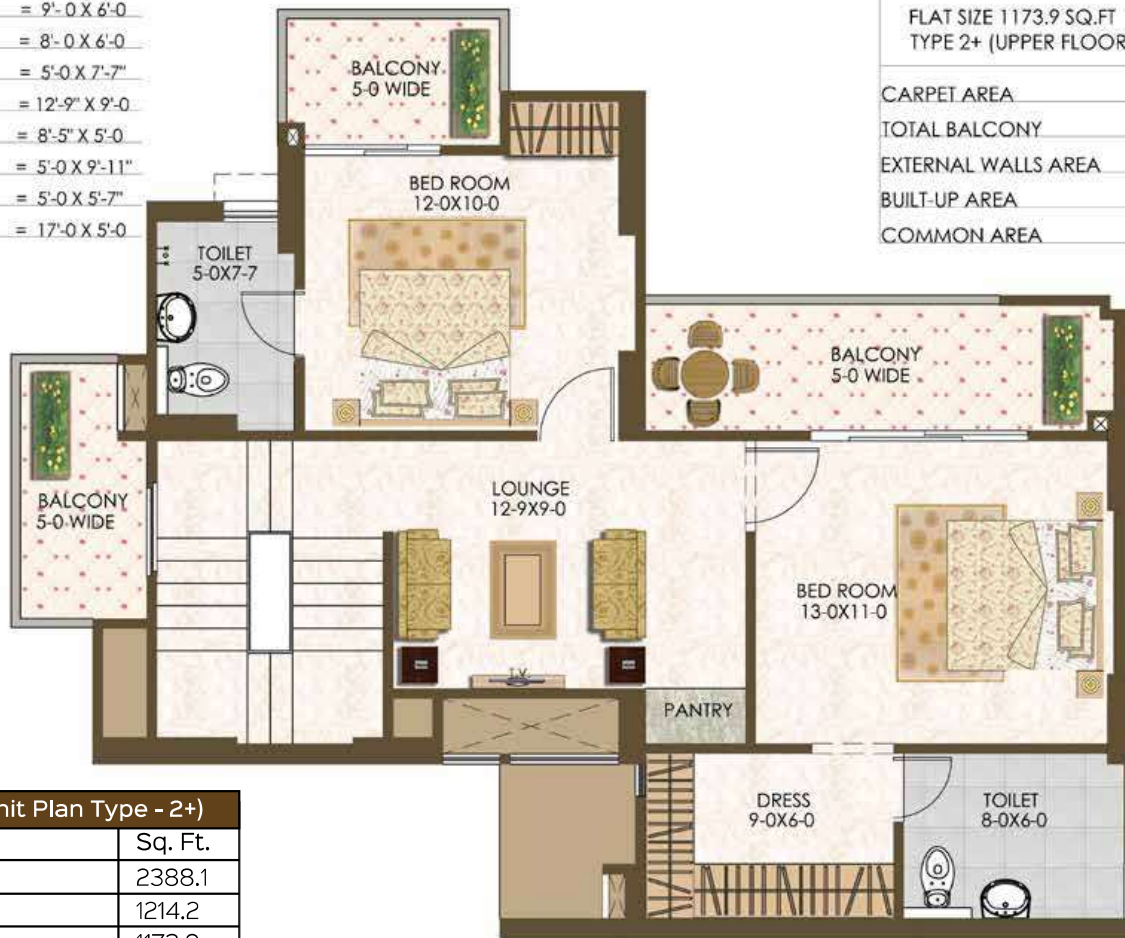 = 9'- 0 X 6'-0
= 8'- 0 X 6'-0
= 5'-0 X 7'-7"
= 12'-9" X 9'-0
= 8'-5" X 5'-0
= 5'-0 X 9'-11"
= 5'-0 X 5'-7"
= 17'-0 X 5'-0
FLAT SIZE 1173.9 SQ.FT
TYPE 2+ (UPPER FLOOR
CARPET AREA
TOTAL BALCONY
EXTERNAL WALLS AREA
BUILT-UP AREA
COMMON AREA
BALCONY
5-0 WIDE
BED ROOM
12-0X10-0
TOILET
5-0X7-7
BALCONY
5-0 WIDE
BALCONY
5-0 WIDE
LOUNGE
12-9X9-0
BED ROOM
13-0X11-0
T.V.
PANTRY
DRESS
9-0X6-0
TOILET
8-0X6-0
nit Plan Type - 2+)
Sq. Ft.
2388.1
1214.2